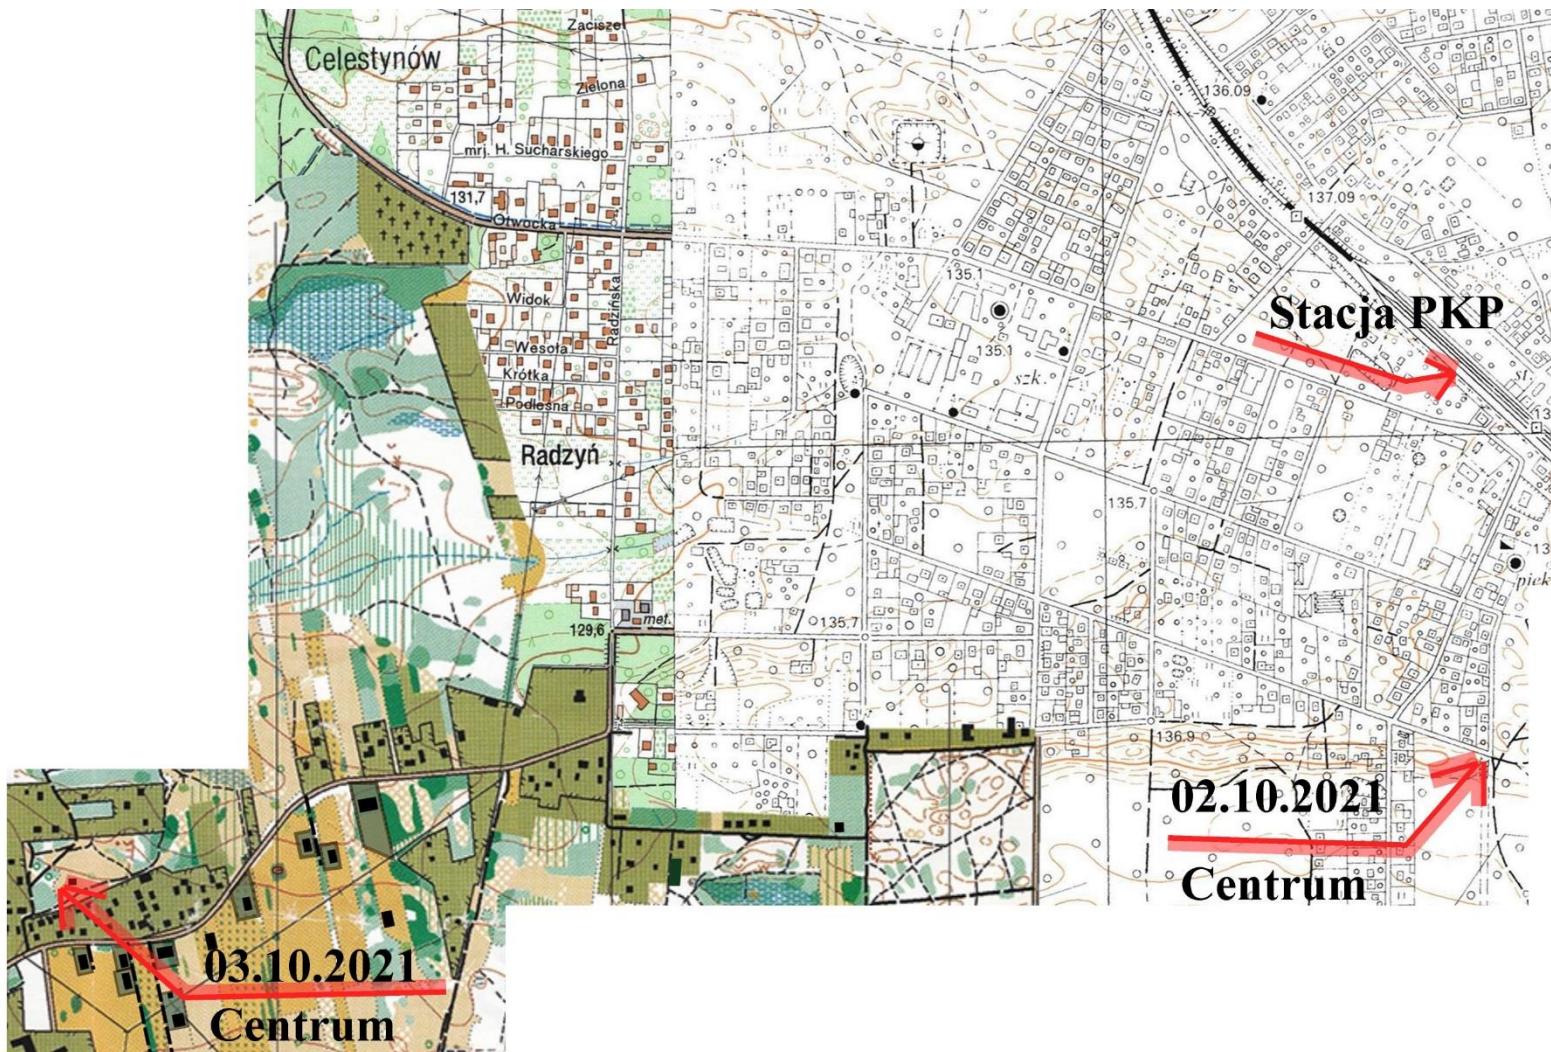 Zacisze
Celestynów
Zielona
136.09
mrj. H. Sucharskiego
131,7
137.09
Otwocka
135.1
Widok
Radzińska
Stacja PKP
Wesoła
135.1
Krótka
szk.
st
Podleśna
Radzyń
135.7
piek
129,6
met.
135.7
136.9
02.10.2021
Centrum
03.10.2021
Centrum